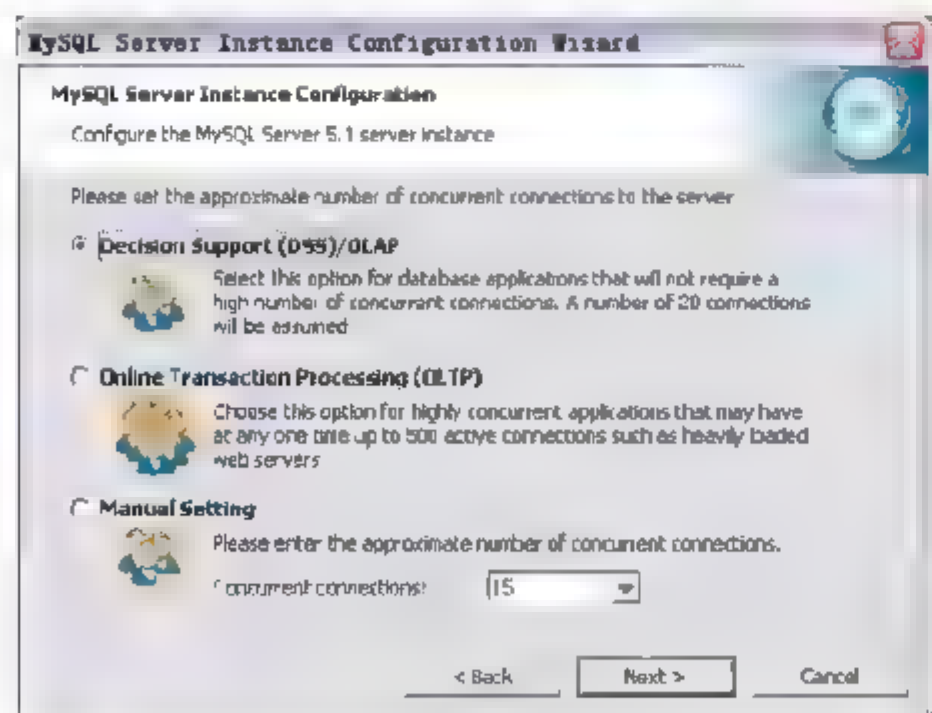 MySQL Server Instance Configuration Wizard
MySQL Server Instance Configuration
Configure the MySQL Server 5.1 server instance
Please set the approximate number of concurrent connections to the server
Decision Support (DSS)/OLAP
Select this option for database applications that will not require a
high number of concurrent connections. A number of 20 connections
will be assumed
Online Transaction Processing (OLTP)
Choose this option for highly concurrent applications that may have
at any one time up to 500 active connections such as heavily loaded
web servers
Manual Setting
Please enter the approximate number of concurrent connections.
Concurrent connections:
15
< Back
Next >
Cancel